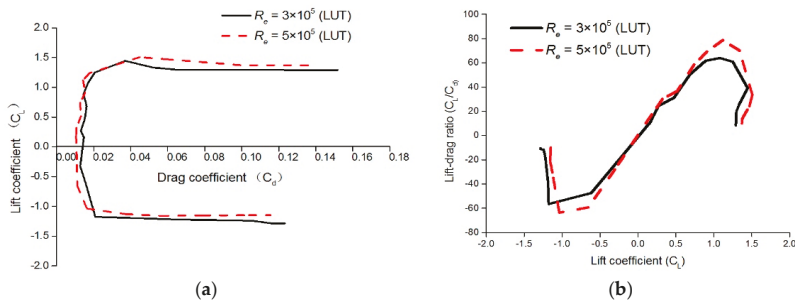 Re = 3×10⁵ (LUT)
Re = 5×10⁵ (LUT)
2.0
1.5
1.0
0.5
0.0
-0.5
-1.0
-1.5
-2.0
0.00 0.02 0.04 0.06 0.08 0.10 0.12 0.14 0.16 0.18
Lift coefficient (CL)
Drag coefficient (Cd)
(a)
Re = 3×10⁵ (LUT)
Re = 5×10⁵ (LUT)
100
80
60
40
20
0
-20
-40
-60
-80
-2.0 -1.5 -1.0 -0.5 0.0 0.5 1.0 1.5 2.0
Lift-drag ratio (CL/Cd)
Lift coefficient (CL)
(b)